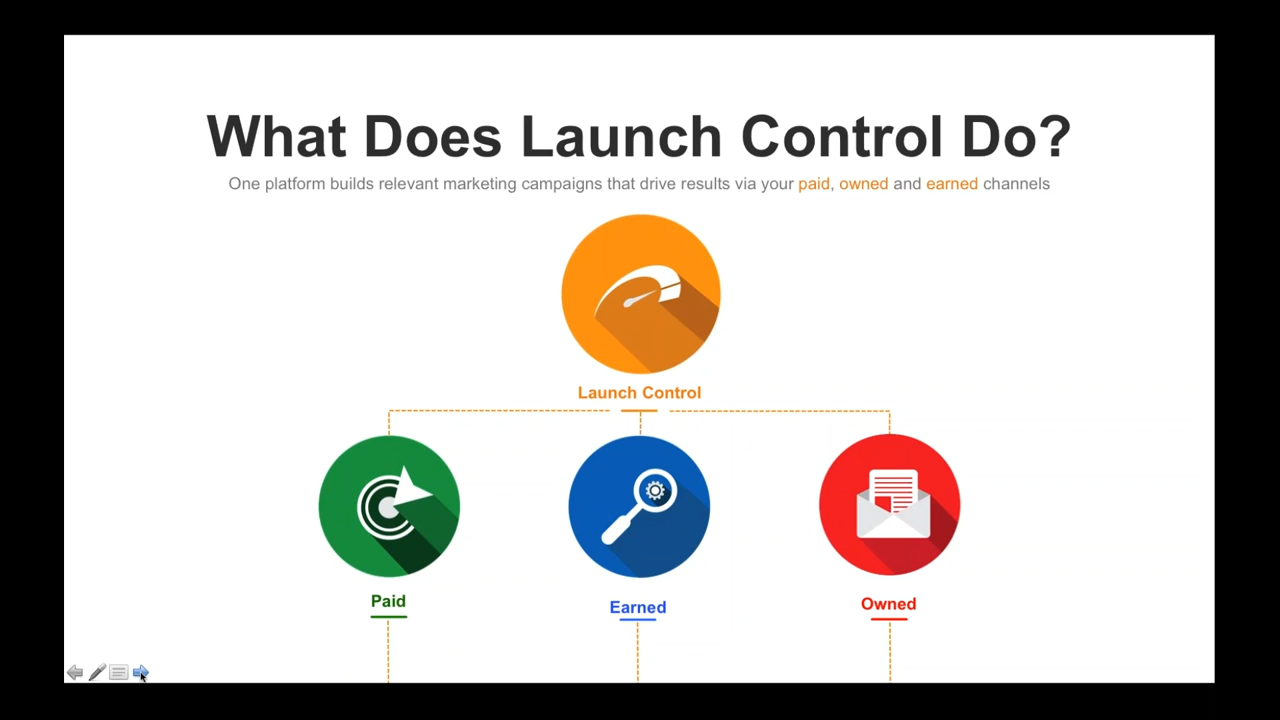 What Does Launch Control Do?
One platform builds relevant marketing campaigns that drive results via your paid, owned and earned channels
Launch Control
Paid
Earned
Owned